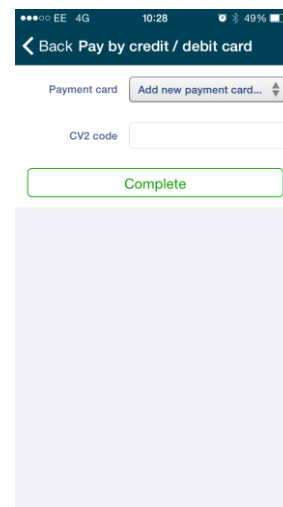 EE 4G 10:28 49%
Back Pay by credit / debit card
Payment card Add new payment card...
CV2 code
Complete